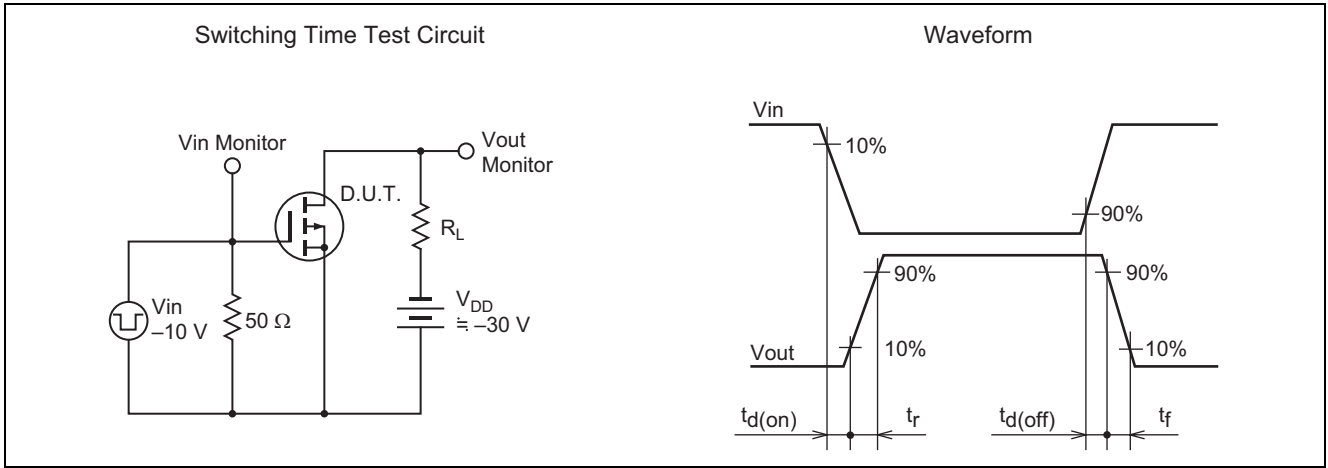 Switching Time Test Circuit
Vin Monitor
Vout
Monitor
D.U.T.
RL
Vin
–10 V
50 Ω
VDD
≒ –30 V
Waveform
Vin
10%
90%
90%
90%
Vout
10%
10%
td(on)
tr
td(off)
tf